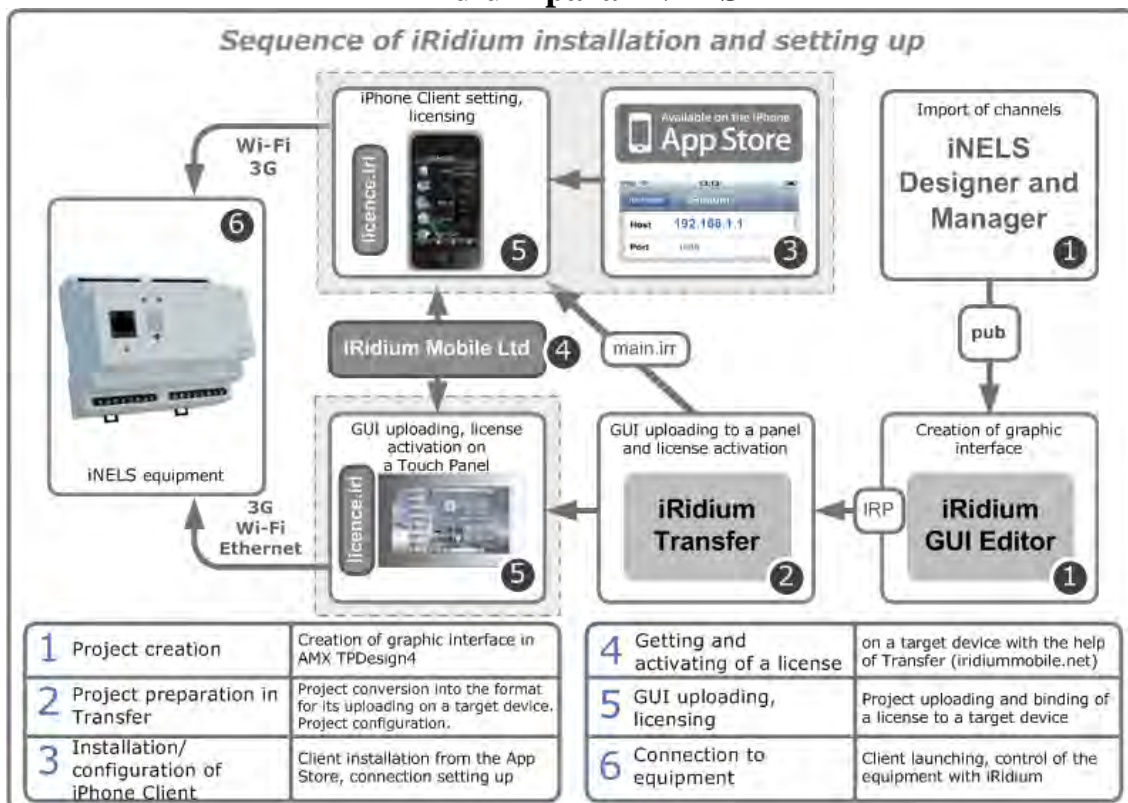 Sequence of iRidium installation and setting up
iPhone Client setting,
licensing
licence.irl
5
Available on the iPhone
App Store
iRidium
Host 192.168.1.1
Port
3
Import of channels
iNELS
Designer and
Manager
1
Wi-Fi
3G
6
iNELS equipment
iRidium Mobile Ltd
4
main.irr
pub
GUI uploading, license
activation on
a Touch Panel
licence.irl
5
GUI uploading to a panel
and license activation
iRidium
Transfer
2
IRP
Creation of graphic
interface
iRidium
GUI Editor
1
3G
Wi-Fi
Ethernet
1 Project creation
Creation of graphic interface in
AMX TPDesign4
2 Project preparation in
Transfer
Project conversion into the format
for its uploading on a target device.
Project configuration.
3 Installation/
configuration of
iPhone Client
Client installation from the App
Store, connection setting up
4 Getting and
activating of a license
on a target device with the help
of Transfer (iridiummobile.net)
5 GUI uploading,
licensing
Project uploading and binding of
a license to a target device
6 Connection to
equipment
Client launching, control of the
equipment with iRidium